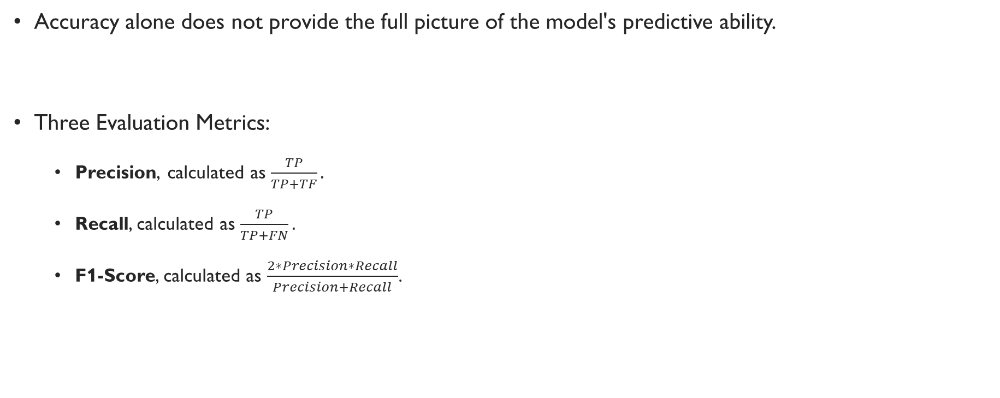 • Accuracy alone does not provide the full picture of the model's predictive ability.
• Three Evaluation Metrics:
• Precision, calculated as \frac{TP}{TP+TF}.
• Recall, calculated as \frac{TP}{TP+FN}.
• F1-Score, calculated as \frac{2*Precision*Recall}{Precision+Recall}.